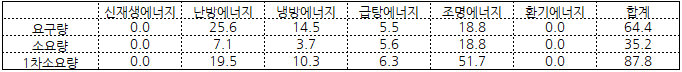 신재생에너지 난방에너지 냉방에너지 급탕에너지 조명에너지 환기에너지 합계
요구량 0.0 25.6 14.5 5.5 18.8 0.0 64.4
소요량 0.0 7.1 3.7 5.6 18.8 0.0 35.2
1차소요량 0.0 19.5 10.3 6.3 51.7 0.0 87.8